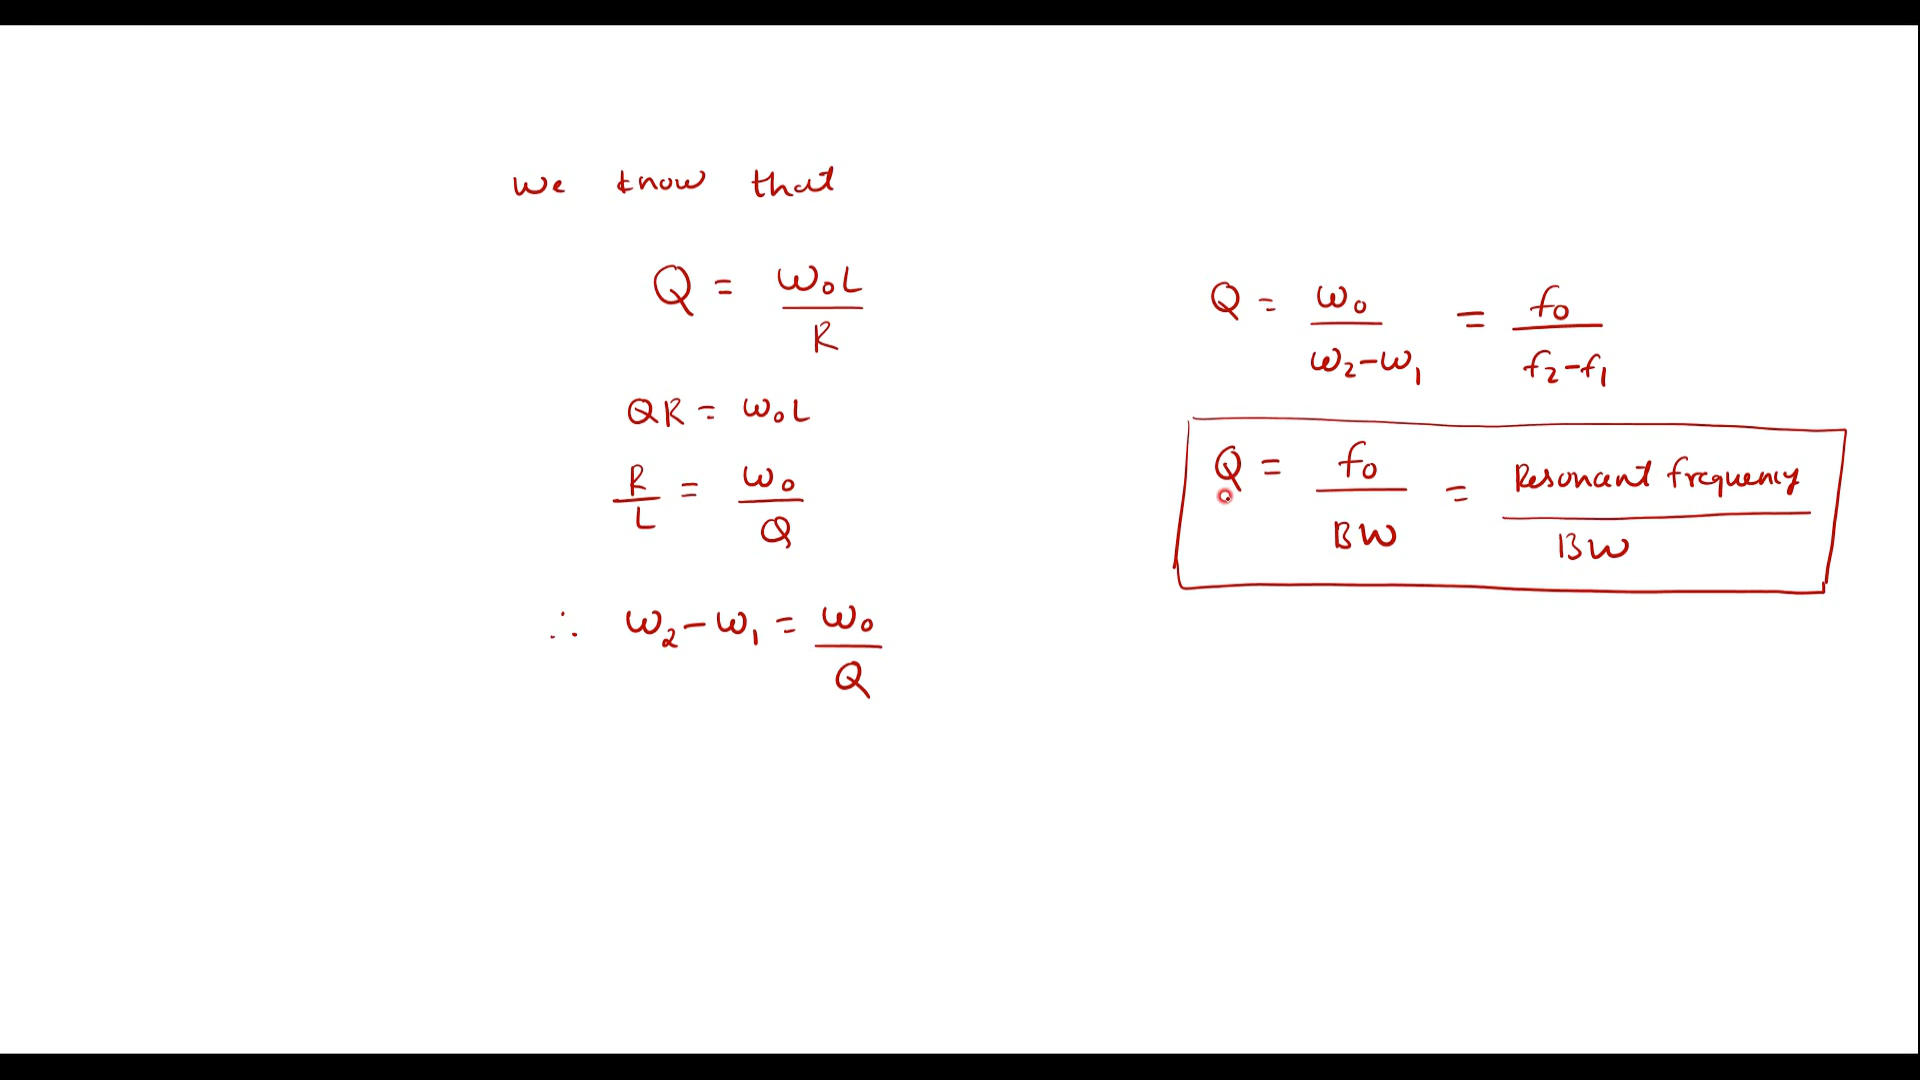 We know that
Q = ω₀L / R
QR = ω₀L
R / L = ω₀ / Q
∴ ω₂-ω₁ = ω₀ / Q
Q = ω₀ / ω₂-ω₁ = f₀ / f₂-f₁
Q = f₀ / BW = Resonant frequency / BW